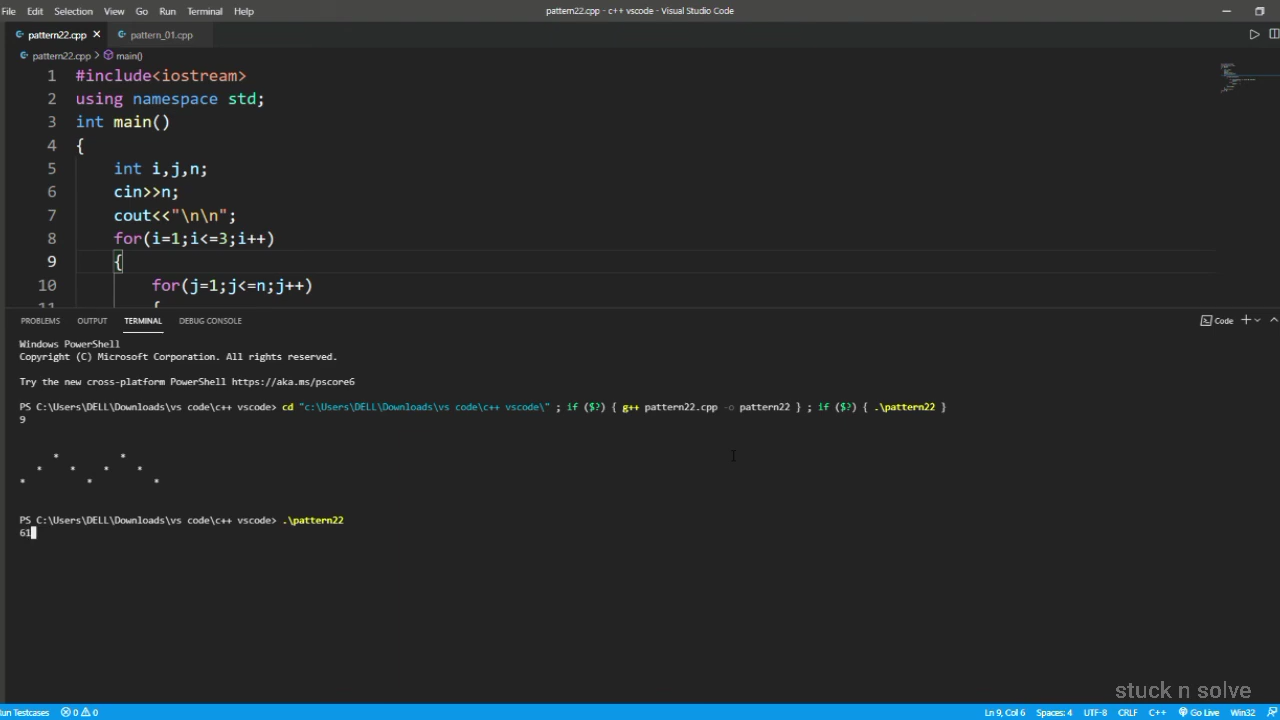 File Edit Selection View Go Run Terminal Help pattern22.cpp - c++ vscode - Visual Studio Code
pattern22.cpp × pattern_01.cpp
pattern22.cpp > main()
1 #include<iostream>
2 using namespace std;
3 int main()
4 {
5 int i,j,n;
6 cin>>n;
7 cout<<"\n\n";
8 for(i=1;i<=3;i++)
9 {
10 for(j=1;j<=n;j++)
11 {
PROBLEMS OUTPUT TERMINAL DEBUG CONSOLE Code
Windows PowerShell
Copyright (C) Microsoft Corporation. All rights reserved.
Try the new cross-platform PowerShell https://aka.ms/pscore6
PS C:\Users\DELL\Downloads\vs code\c++ vscode> cd "c:\Users\DELL\Downloads\vs code\c++ vscode\" ; if ($?) { g++ pattern22.cpp -o pattern22 } ; if ($?) { .\pattern22 }
9
* *
* * * *
* * *
PS C:\Users\DELL\Downloads\vs code\c++ vscode> .\pattern22
61
stuck n solve
un Testcases 0 0 Ln 9, Col 6 Spaces: 4 UTF-8 CRLF C++ Go Live Win32